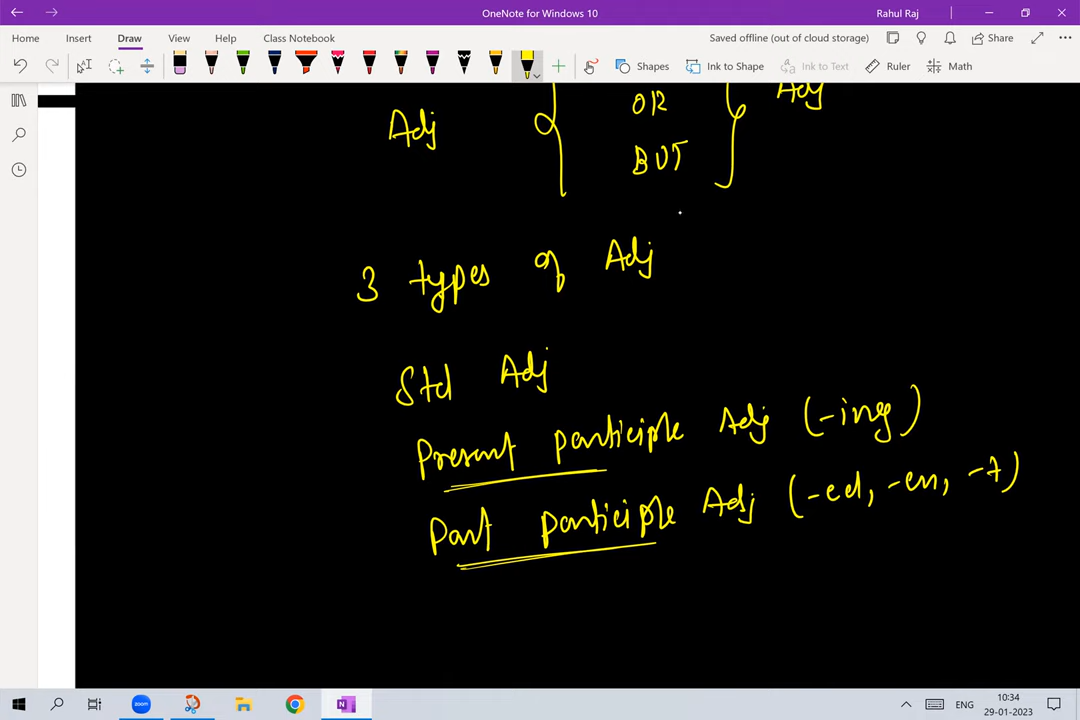 OneNote for Windows 10
Rahul Raj
Home Insert Draw View Help Class Notebook
Saved offline (out of cloud storage) Share
Shapes Ink to Shape Ink to Text Ruler Math
Adj OR Adj
BUT
3 types of Adj
Std Adj
Present participle Adj (-ing)
Past participle Adj (-ed, -en, -t)
ENG 10:34
29-01-2023